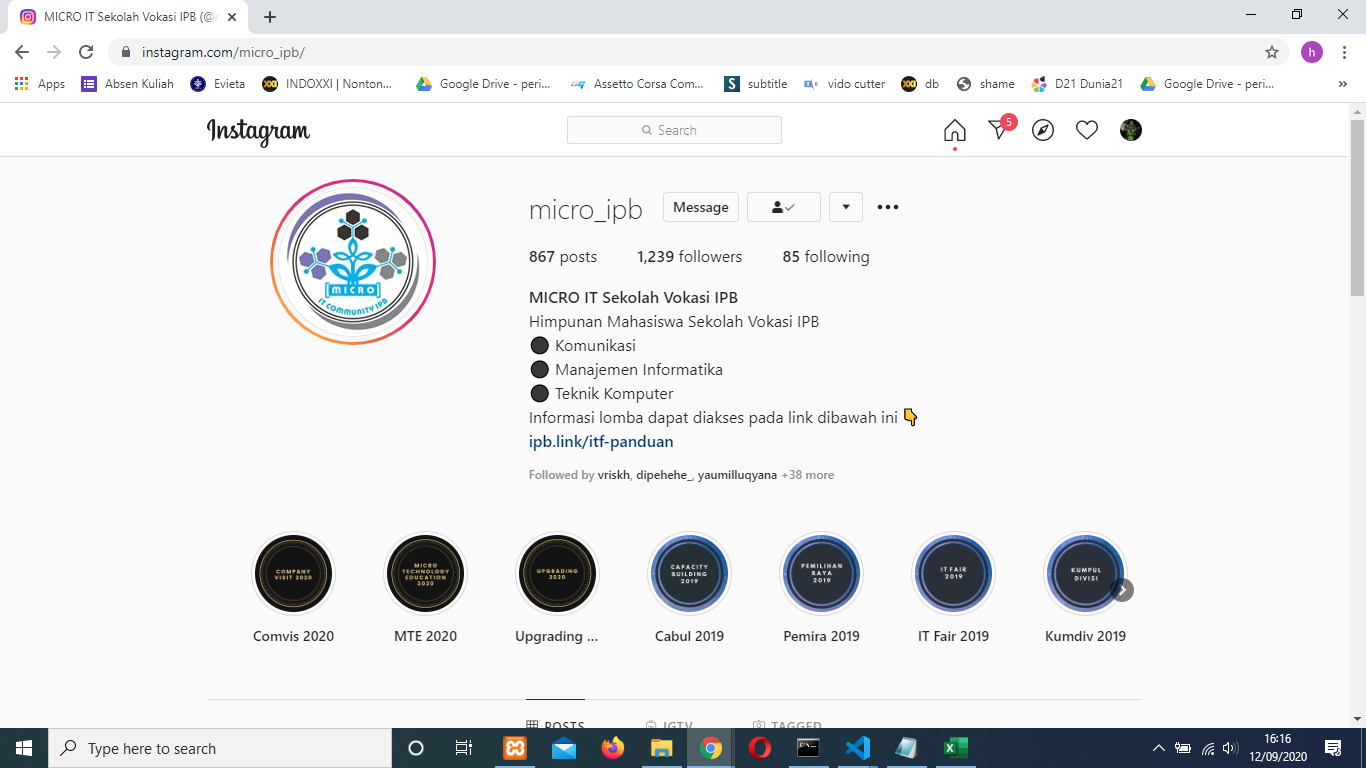 MICRO IT Sekolah Vokasi IPB (@
instagram.com/micro_ipb/
h
Apps Absen Kuliah Evieta INDOXXI | Nonton... Google Drive - peri... Assetto Corsa Com... subtitle vido cutter db shame D21 Dunia21 Google Drive - peri... »
Instagram Search 5
micro_ipb Message
867 posts 1,239 followers 85 following
MICRO IT Sekolah Vokasi IPB
Himpunan Mahasiswa Sekolah Vokasi IPB
Komunikasi
Manajemen Informatika
Teknik Komputer
Informasi lomba dapat diakses pada link dibawah ini
ipb.link/itf-panduan
Followed by vriskh, dipehehe_, yaumilluqyana +38 more
[MICRO]
IT COMMUNITY IPB
COMPANY
VISIT 2020
MICRO
TECHNOLOGY
EDUCATION
2020
UPGRADING
2020
CAPACITY
BUILDING
2019
PEMILIHAN
RAYA
2019
IT FAIR
2019
KUMPUL
DIVISI
Comvis 2020 MTE 2020 Upgrading ... Cabul 2019 Pemira 2019 IT Fair 2019 Kumdiv 2019
POSTS IGTV TAGGED
Type here to search
16:16
12/09/2020